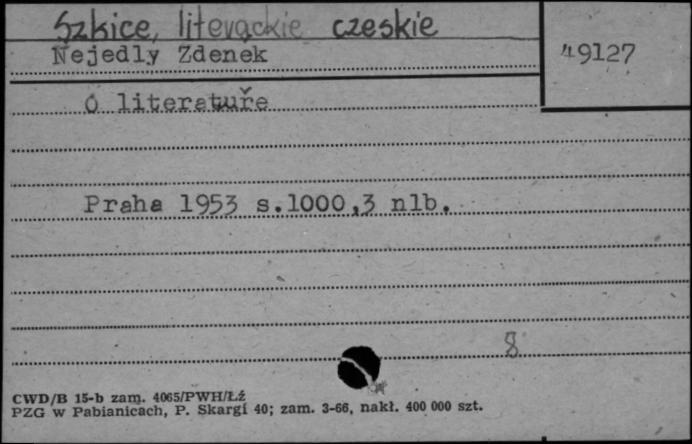 Szkice literackie czeskie
Nejedly Zdenek
49127
O literatuře
Praha 1953 s.1000,3 nlb.
8
CWD/B 15-b zam. 4065/PWH/Łź
PZG w Pabianicach, P. Skargi 40; zam. 3-66, nakł. 400 000 szt.